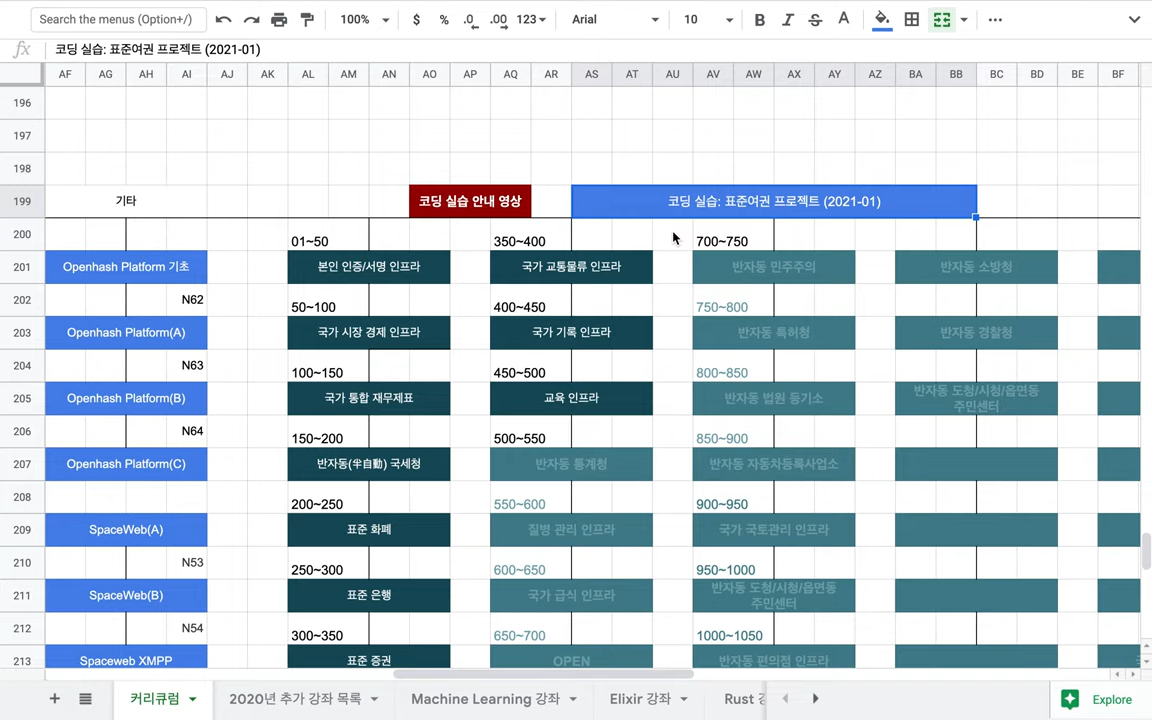 Search the menus (Option+/) 100% $ % .0 .00 123 Arial 10 B I S A
fx 코딩 실습: 표준여권 프로젝트 (2021-01)
AF AG AH AI AJ AK AL AM AN AO AP AQ AR AS AT AU AV AW AX AY AZ BA BB BC BD BE BF
196
197
198
199 기타 코딩 실습 안내 영상 코딩 실습: 표준여권 프로젝트 (2021-01)
200 01~50 350~400 700~750
201 Openhash Platform 기초 본인 인증/서명 인프라 국가 교통물류 인프라 반자동 민주주의 반자동 소방청
202 N62 50~100 400~450 750~800
203 Openhash Platform(A) 국가 시장 경제 인프라 국가 기록 인프라 반자동 특허청 반자동 경찰청
204 N63 100~150 450~500 800~850
205 Openhash Platform(B) 국가 통합 재무제표 교육 인프라 반자동 법원 등기소 반자동 도청/시청/읍면동
주민센터
206 N64 150~200 500~550 850~900
207 Openhash Platform(C) 반자동(半自動) 국세청 반자동 통계청 반자동 자동차등록사업소
208 200~250 550~600 900~950
209 SpaceWeb(A) 표준 화폐 질병 관리 인프라 국가 국토관리 인프라
210 N53 250~300 600~650 950~1000
211 SpaceWeb(B) 표준 은행 국가 급식 인프라 반자동 도청/시청/읍면동
주민센터
212 N54 300~350 650~700 1000~1050
213 Spaceweb XMPP 표준 증권 OPEN 반자동 편의점 인프라
커리큘럼 2020년 추가 강좌 목록 Machine Learning 강좌 Elixir 강좌 Rust Explore